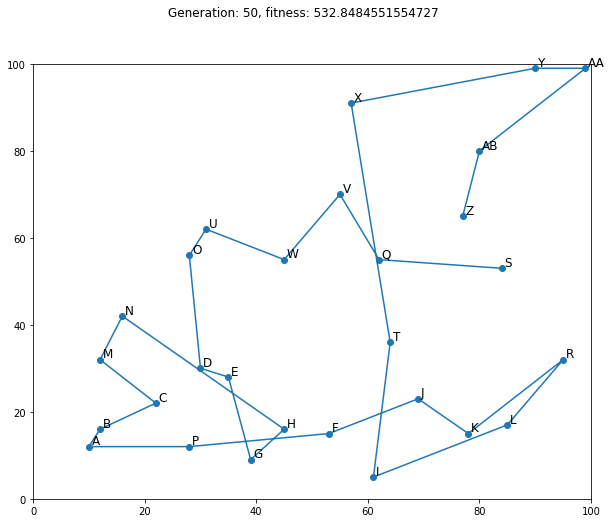 Generation: 50, fitness: 532.8484551554727
100
80
60
40
20
0
0
20
40
60
80
100
Y
AA
X
AB
V
Z
U
O
W
Q
S
N
T
M
D
E
R
C
J
B
H
F
K
L
A
P
G
I